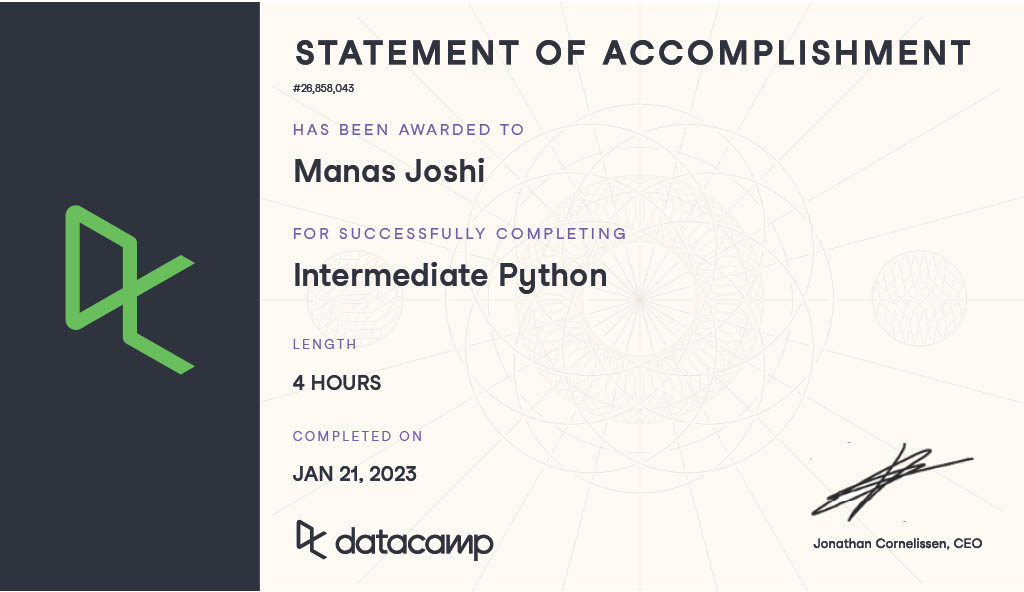 STATEMENT OF ACCOMPLISHMENT
#26,858,043
HAS BEEN AWARDED TO
Manas Joshi
FOR SUCCESSFULLY COMPLETING
Intermediate Python
LENGTH
4 HOURS
COMPLETED ON
JAN 21, 2023
datacamp
Jonathan Cornelissen, CEO